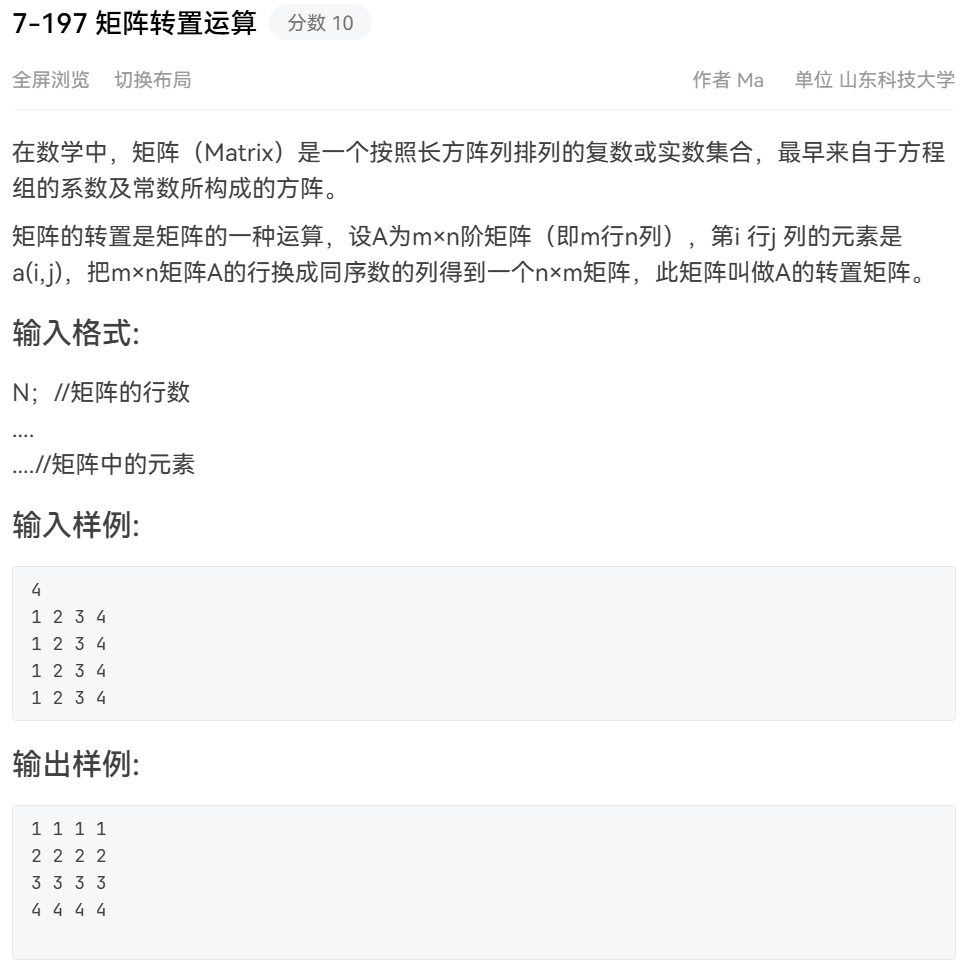 7-197 矩阵转置运算 分数 10
全屏浏览 切换布局 作者 Ma 单位 山东科技大学
在数学中，矩阵（Matrix）是一个按照长方阵列排列的复数或实数集合，最早来自于方程
组的系数及常数所构成的方阵。
矩阵的转置是矩阵的一种运算，设A为m×n阶矩阵（即m行n列），第i 行j 列的元素是
a(i,j)，把m×n矩阵A的行换成同序数的列得到一个n×m矩阵，此矩阵叫做A的转置矩阵。
输入格式:
N；//矩阵的行数
....
....//矩阵中的元素
输入样例:
4
1 2 3 4
1 2 3 4
1 2 3 4
1 2 3 4
输出样例:
1 1 1 1
2 2 2 2
3 3 3 3
4 4 4 4